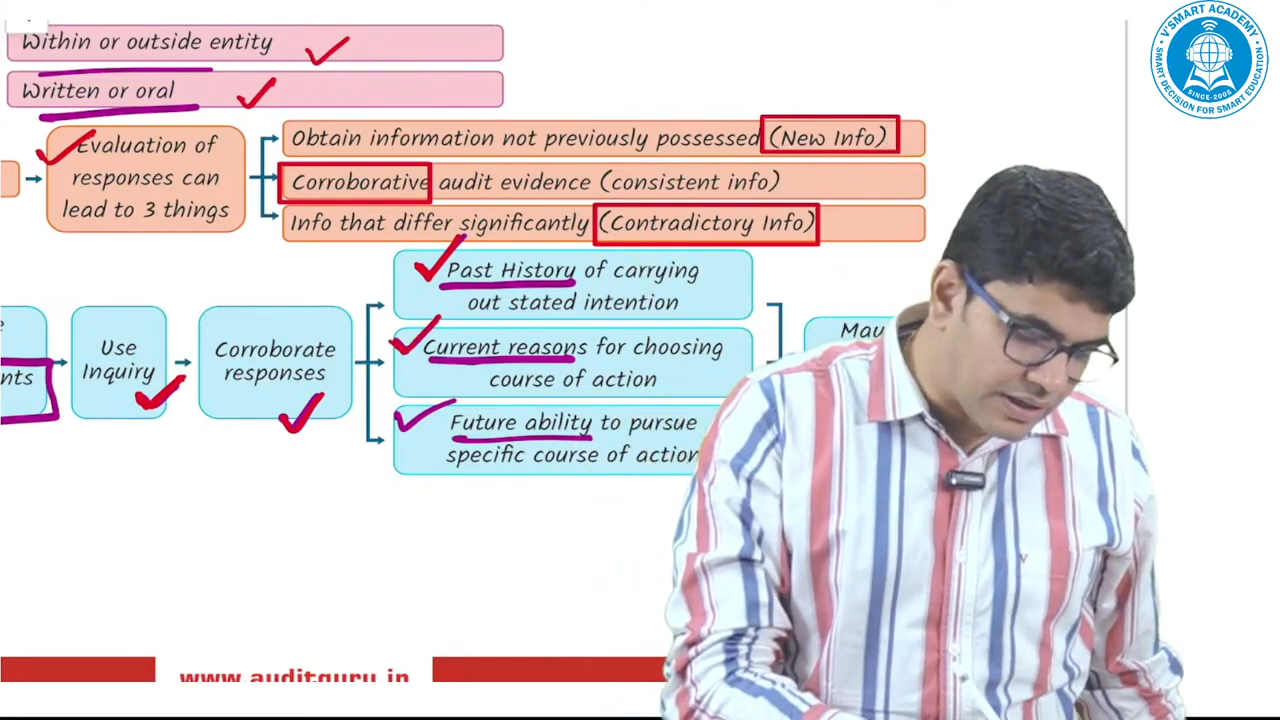 Within or outside entity
Written or oral
Evaluation of
responses can
lead to 3 things
Obtain information not previously possessed (New Info)
Corroborative audit evidence (consistent info)
Info that differ significantly (Contradictory Info)
Use
Inquiry
Corroborate
responses
Past History of carrying
out stated intention
Current reasons for choosing
course of action
Future ability to pursue
specific course of action
May
www.auditguru.in
V'SMART ACADEMY
SINCE-2005
SMART DECISION FOR SMART EDUCATION